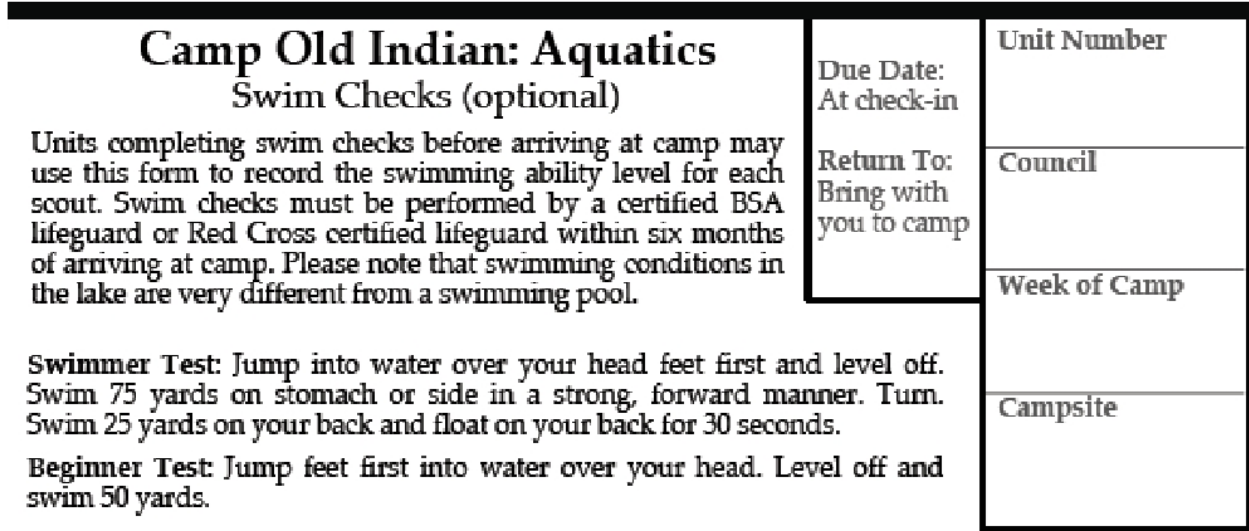 Camp Old Indian: Aquatics
Swim Checks (optional)
Units completing swim checks before arriving at camp may
use this form to record the swimming ability level for each
scout. Swim checks must be performed by a certified BSA
lifeguard or Red Cross certified lifeguard within six months
of arriving at camp. Please note that swimming conditions in
the lake are very different from a swimming pool.
Swimmer Test: Jump into water over your head feet first and level off.
Swim 75 yards on stomach or side in a strong, forward manner. Turn.
Swim 25 yards on your back and float on your back for 30 seconds.
Beginner Test: Jump feet first into water over your head. Level off and
swim 50 yards.
Due Date:
At check-in
Return To:
Bring with
you to camp
Unit Number
Council
Week of Camp
Campsite